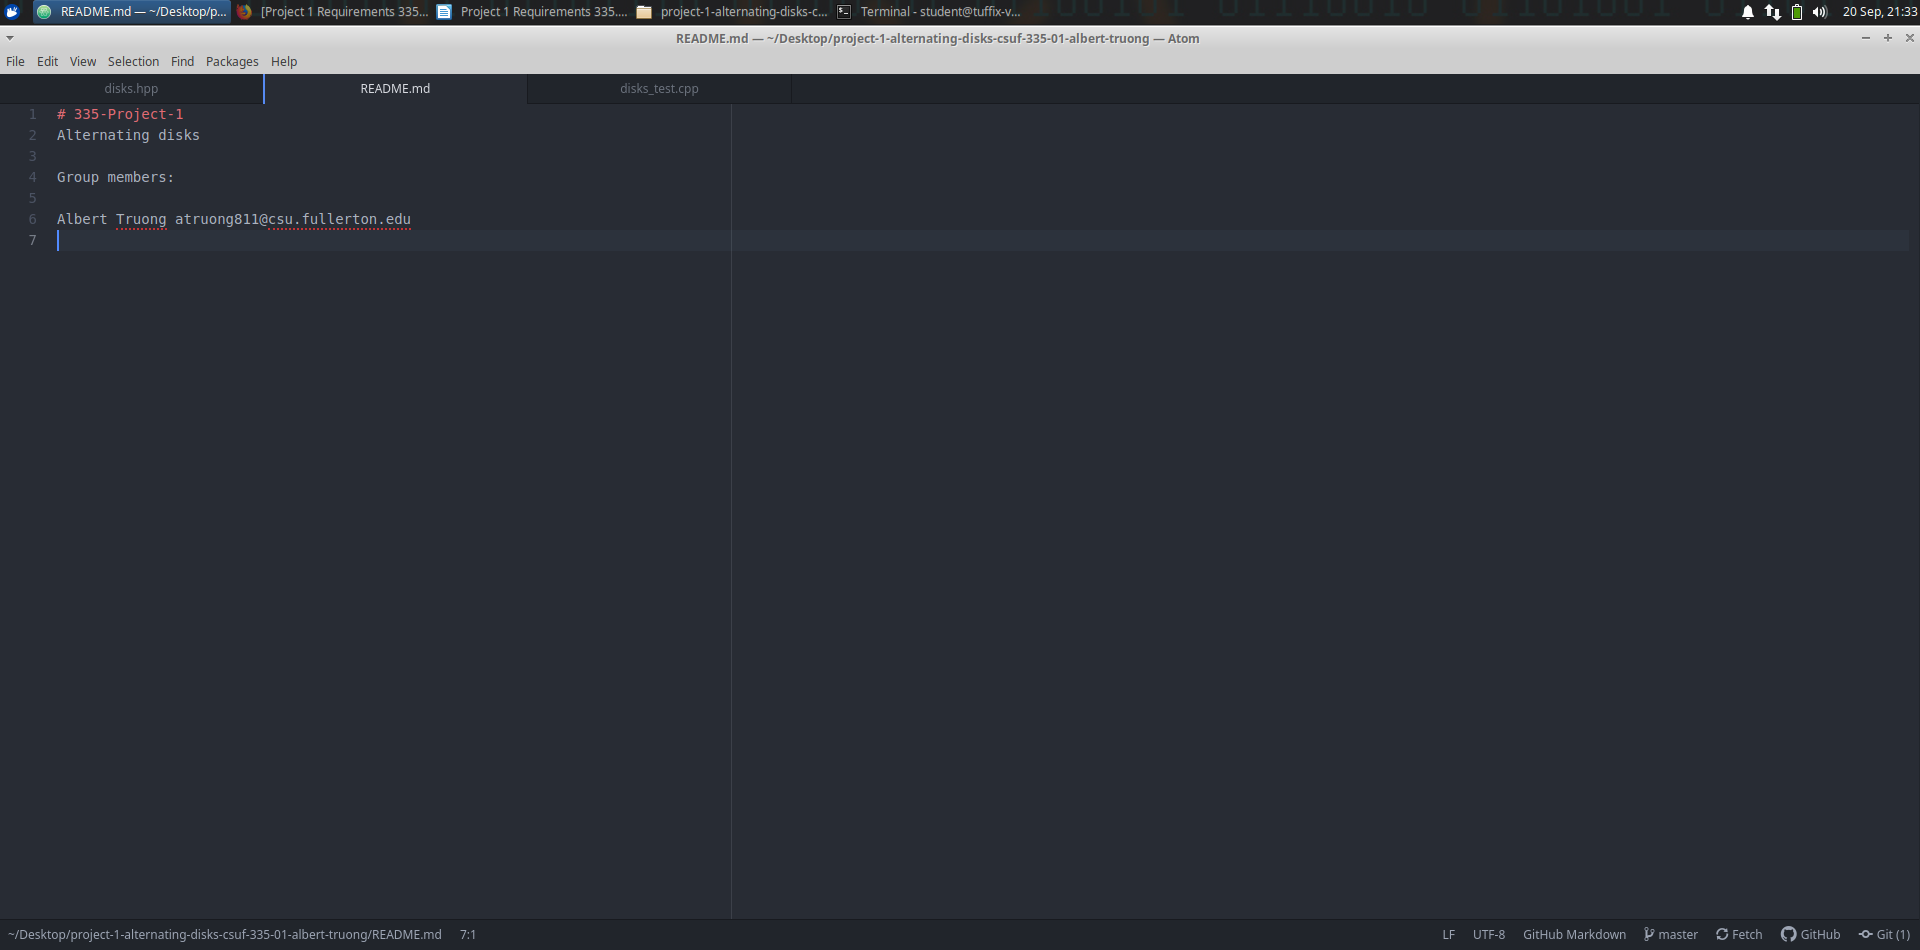 README.md — ~/Desktop/p... [Project 1 Requirements 335... Project 1 Requirements 335.... project-1-alternating-disks-c... Terminal - student@tuffix-v... 20 Sep, 21:33
README.md — ~/Desktop/project-1-alternating-disks-csuf-335-01-albert-truong — Atom
File Edit View Selection Find Packages Help
disks.hpp README.md disks_test.cpp
1 # 335-Project-1
2 Alternating disks
3
4 Group members:
5
6 Albert Truong atruong811@csu.fullerton.edu
7
~/Desktop/project-1-alternating-disks-csuf-335-01-albert-truong/README.md 7:1 LF UTF-8 GitHub Markdown master Fetch GitHub Git (1)